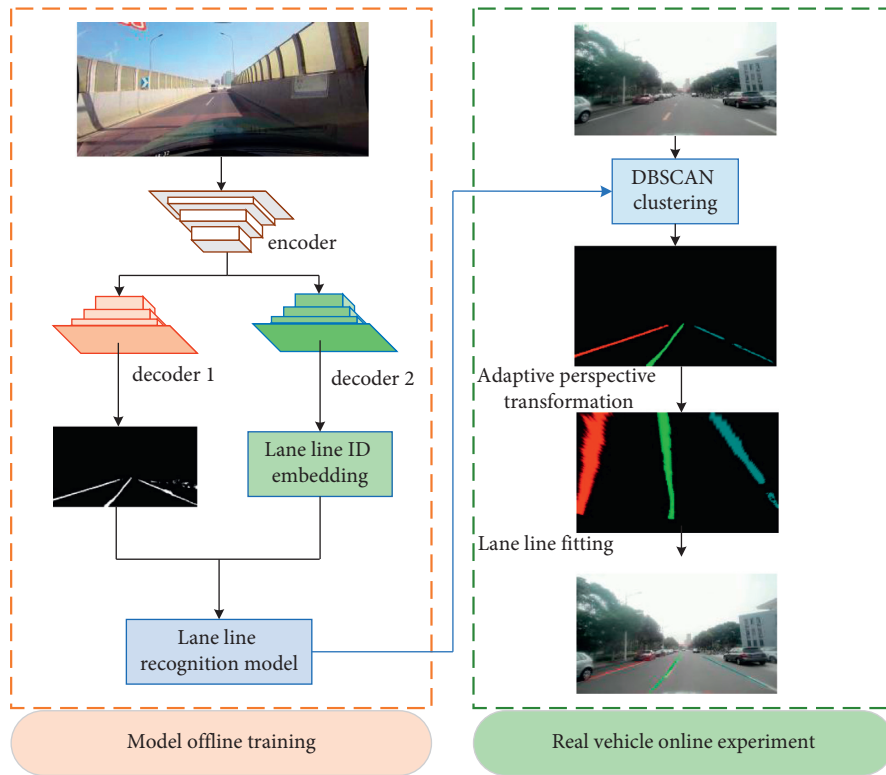 encoder
decoder 1
decoder 2
Lane line ID
embedding
Lane line
recognition model
Model offline training
DBSCAN
clustering
Adaptive perspective
transformation
Lane line fitting
Real vehicle online experiment